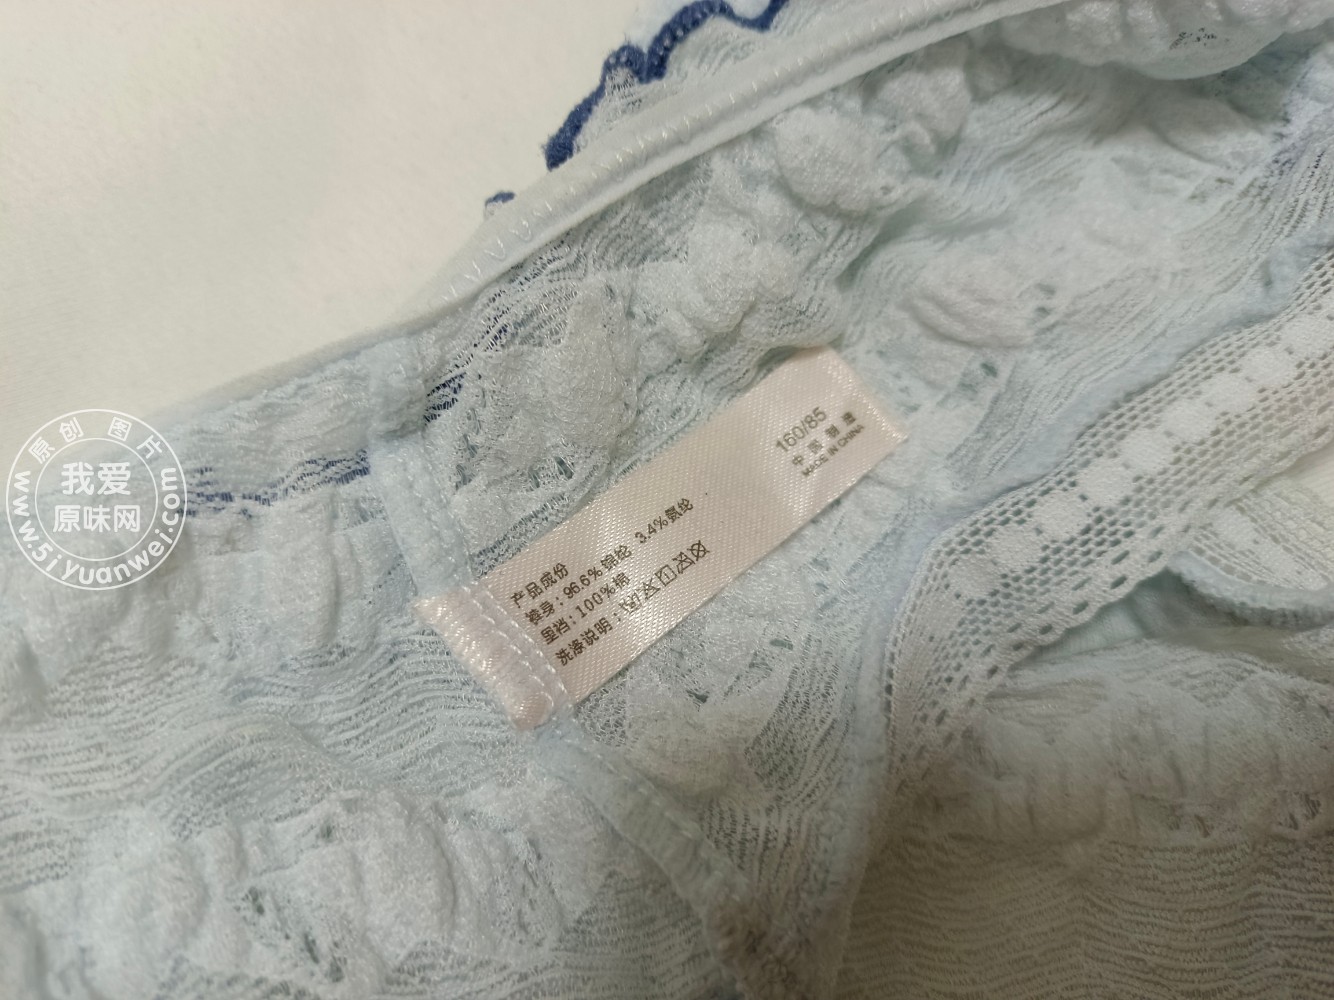 160/85
中国制造
MADE IN CHINA
产品成份
裤身：96.6%锦纶 3.4%氨纶
里裆：100%棉
洗涤说明：
原创图片
我爱
原味网
www.5iyuanwei.com